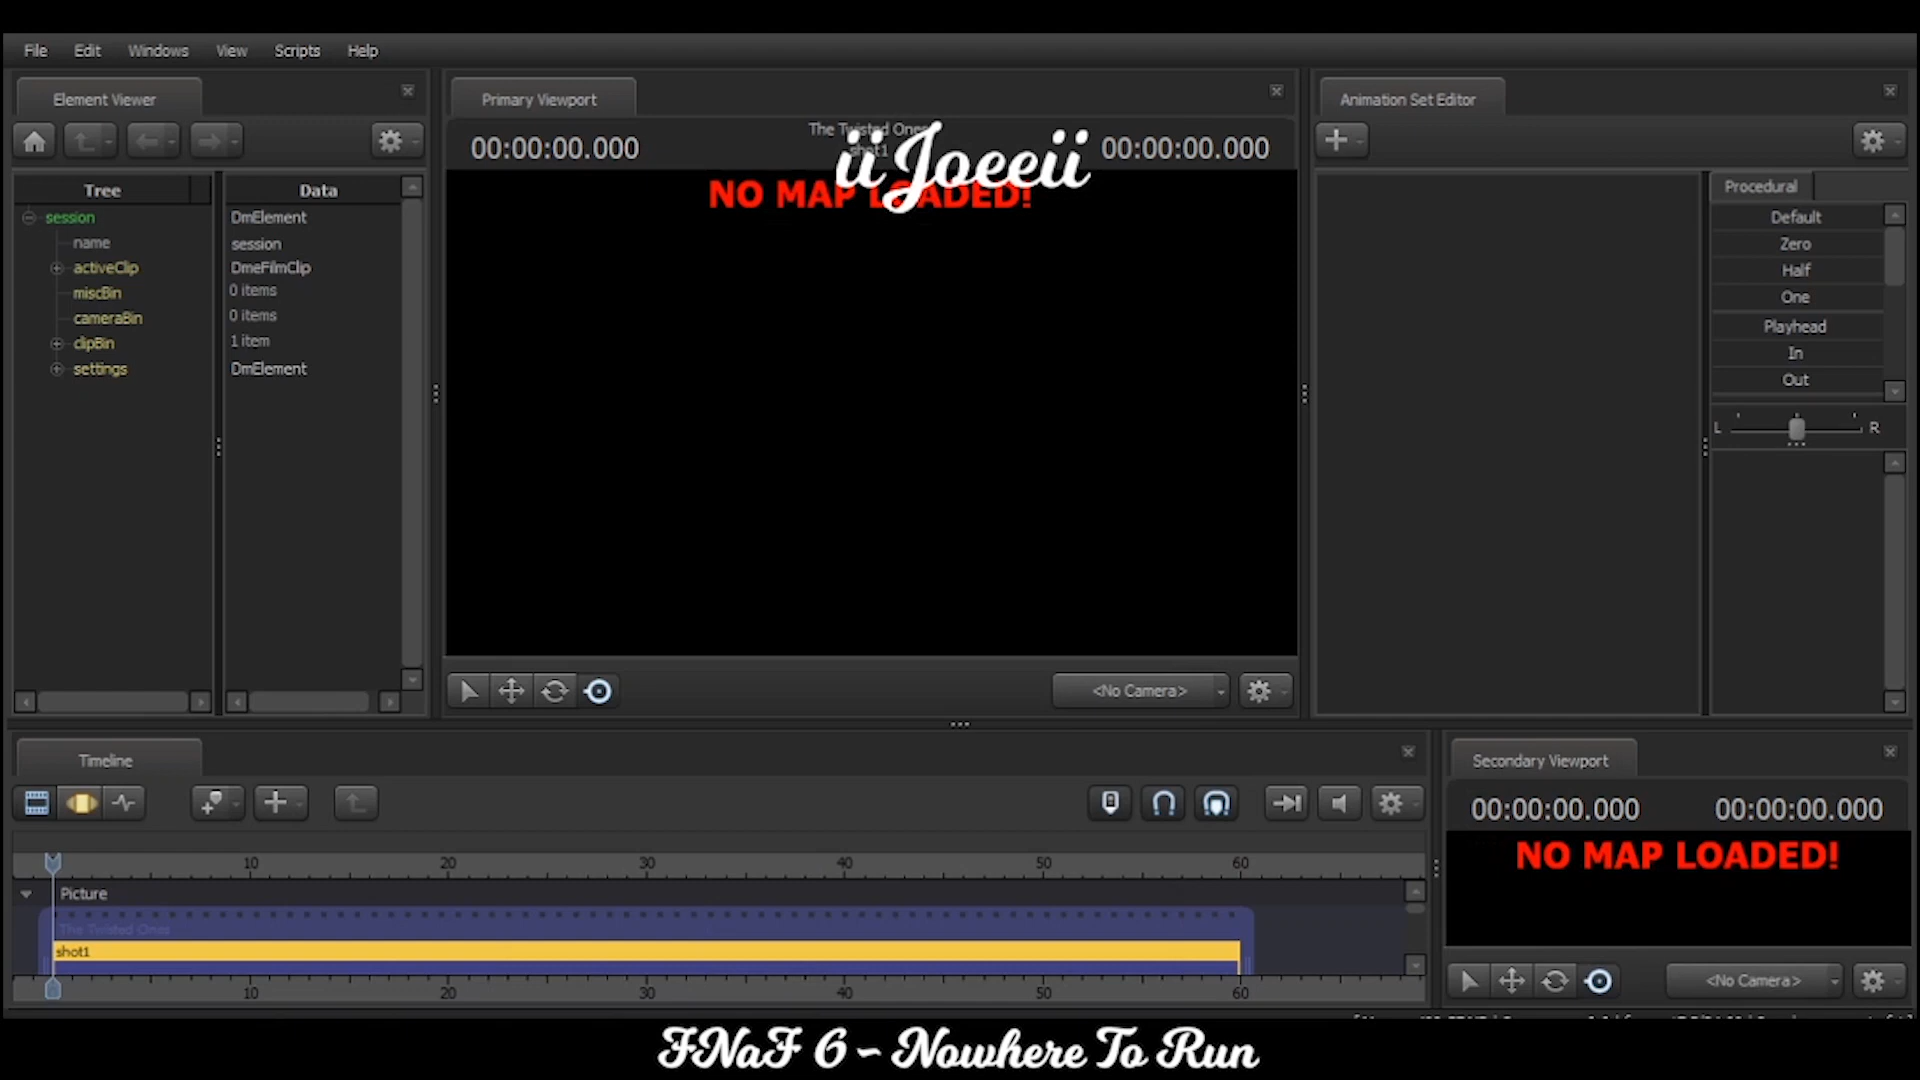 File Edit Windows View Scripts Help
Element Viewer
Primary Viewport
Animation Set Editor
00:00:00.000
The Twisted Ones
shot1
00:00:00.000
iiJoeeii
NO MAP LOADED!
Tree
Data
session DmElement
name session
activeClip DmeFilmClip
miscBin 0 items
cameraBin 0 items
clipBin 1 item
settings DmElement
Procedural
Default
Zero
Half
One
Playhead
In
Out
L R
<No Camera>
Timeline
10 20 30 40 50 60
Picture
The Twisted Ones
shot1
10 20 30 40 50 60
Secondary Viewport
00:00:00.000 00:00:00.000
NO MAP LOADED!
<No Camera>
FNaF 6 ~ Nowhere To Run